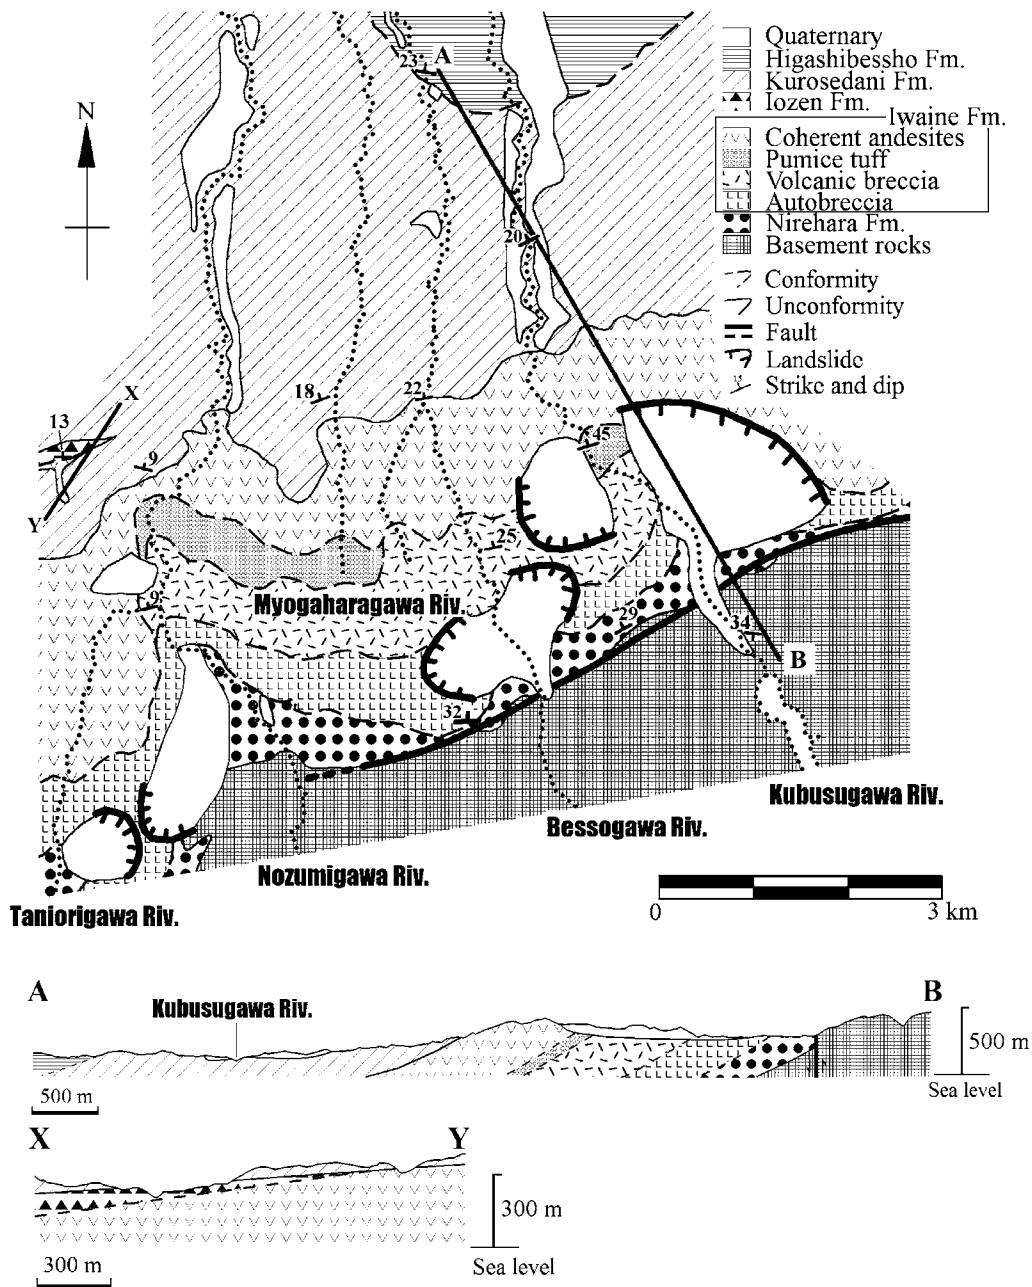 Quaternary
Higashibessho Fm.
Kurosedani Fm.
Iozen Fm.
Iwaine Fm.
Coherent andesites
Pumice tuff
Volcanic breccia
Autobreccia
Nirehara Fm.
Basement rocks
Conformity
Unconformity
Fault
Landslide
Strike and dip
N
A
23
20
18
22
X
13
Y
9
45
25
9
Myogaharagawa Riv.
29
34
B
32
Kubusugawa Riv.
Bessogawa Riv.
Nozumigawa Riv.
Taniorigawa Riv.
0
3 km
A
Kubusugawa Riv.
B
500 m
Sea level
500 m
X
Y
300 m
Sea level
300 m